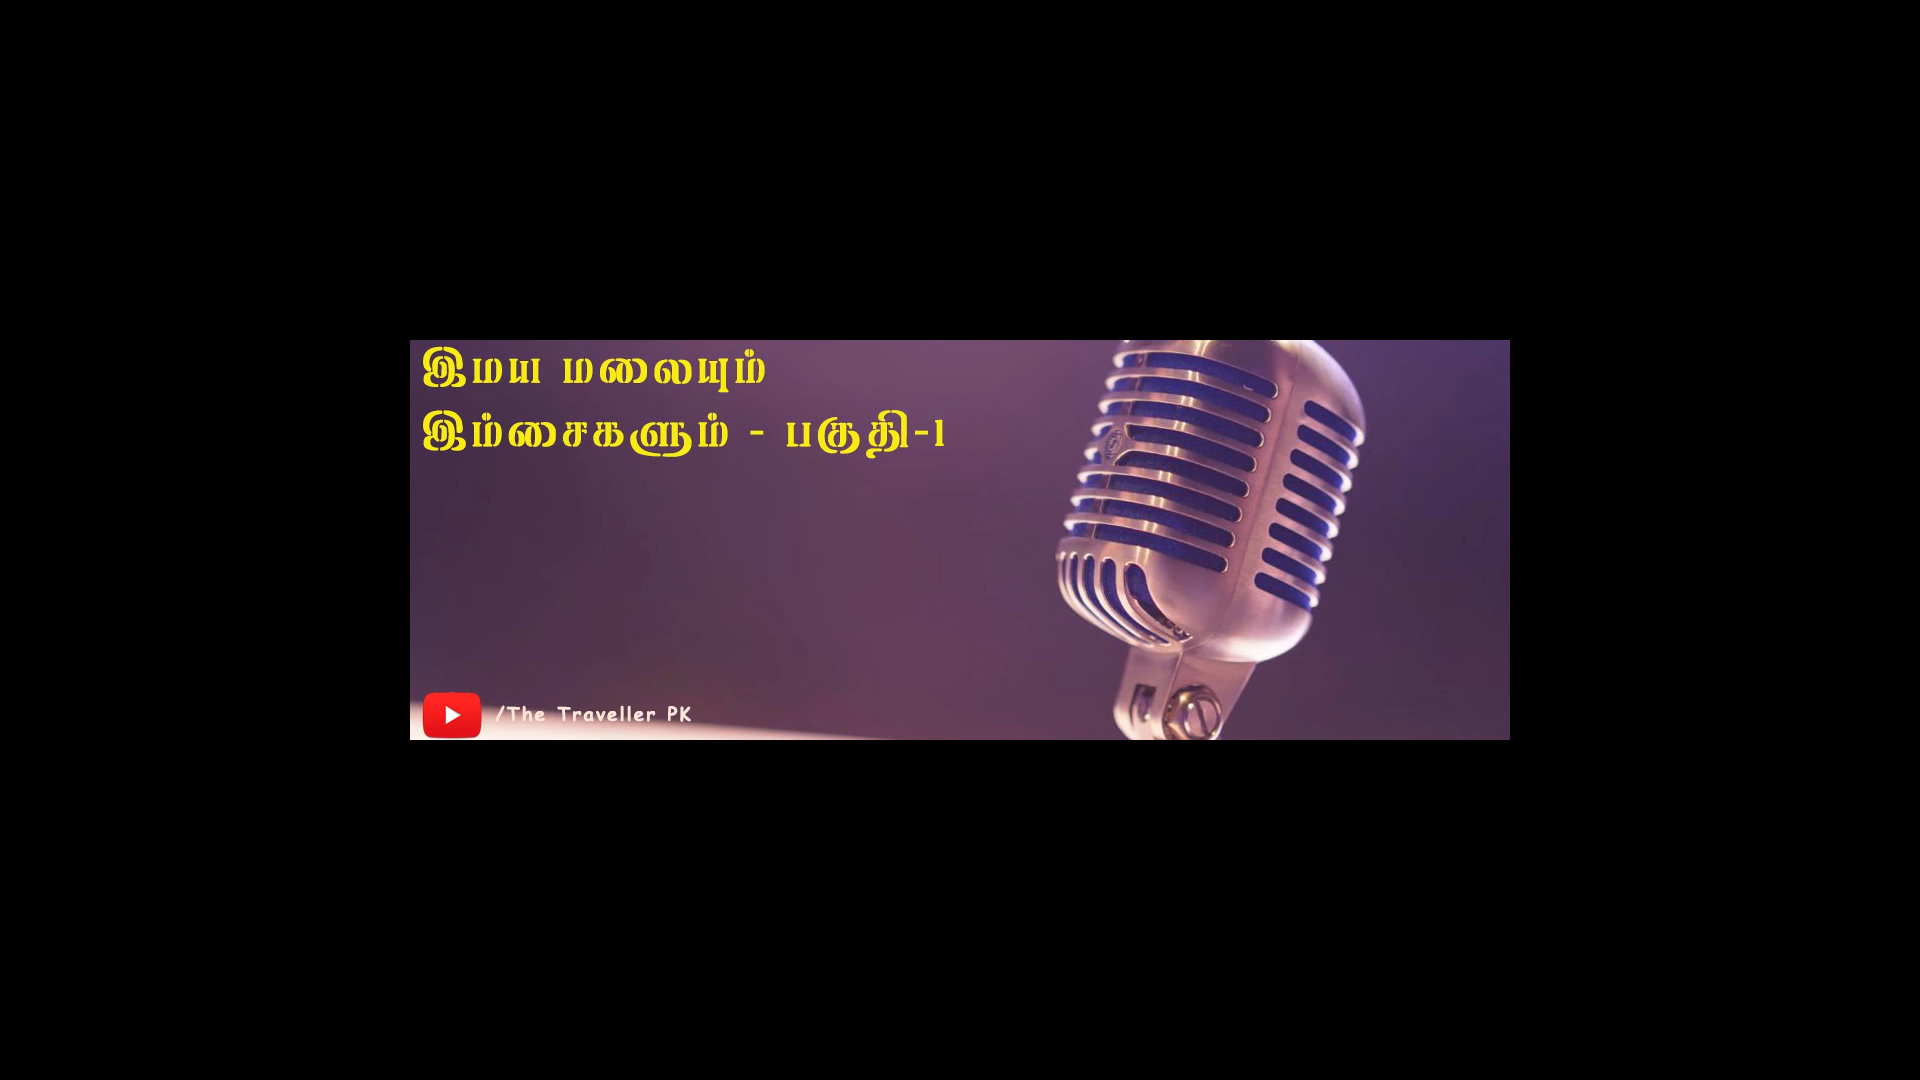 இமய மலையும்
இம்சைகளும் - பகுதி-1
/The Traveller PK